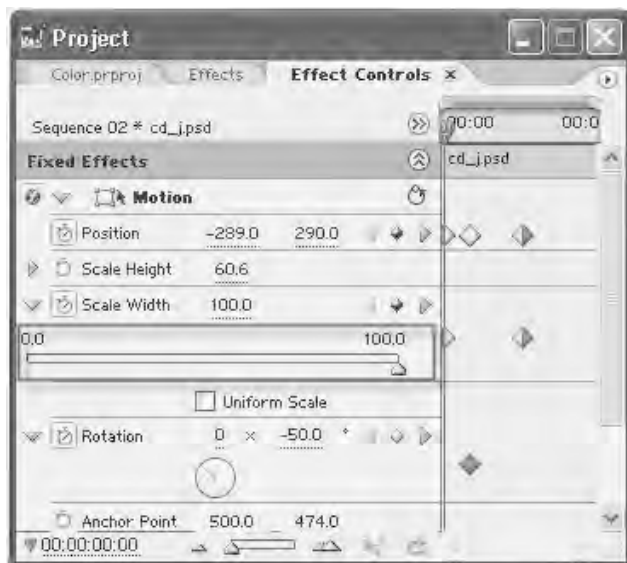 Project
Color.prproj Effects Effect Controls x
Sequence 02 * cd_j.psd 00:00 00:0
Fixed Effects cd_j.psd
Motion
Position -289.0 290.0
Scale Height 60.6
Scale Width 100.0
0.0 100.0
Uniform Scale
Rotation 0 x -50.0 °
Anchor Point 500.0 474.0
00:00:00:00